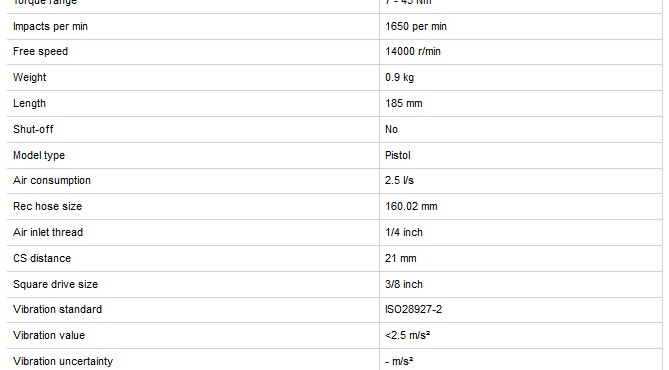 Torque range 7 - 45 Nm
Impacts per min 1650 per min
Free speed 14000 r/min
Weight 0.9 kg
Length 185 mm
Shut-off No
Model type Pistol
Air consumption 2.5 l/s
Rec hose size 160.02 mm
Air inlet thread 1/4 inch
CS distance 21 mm
Square drive size 3/8 inch
Vibration standard ISO28927-2
Vibration value <2.5 m/s²
Vibration uncertainty - m/s²